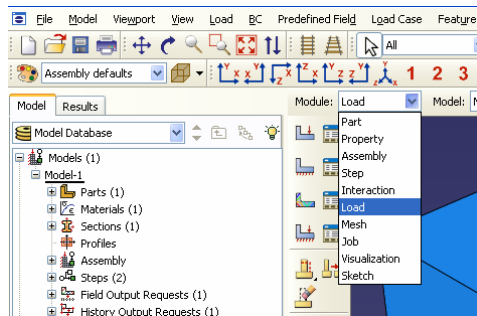 File Model Viewport View Load BC Predefined Field Load Case Feature
All
Assembly defaults 1 2 3
Model Results
Module: Load Model:
Model Database
Part
Property
Assembly
Step
Interaction
Load
Mesh
Job
Visualization
Sketch
Models (1)
Model-1
Parts (1)
Materials (1)
Sections (1)
Profiles
Assembly
Steps (2)
Field Output Requests (1)
History Output Requests (1)